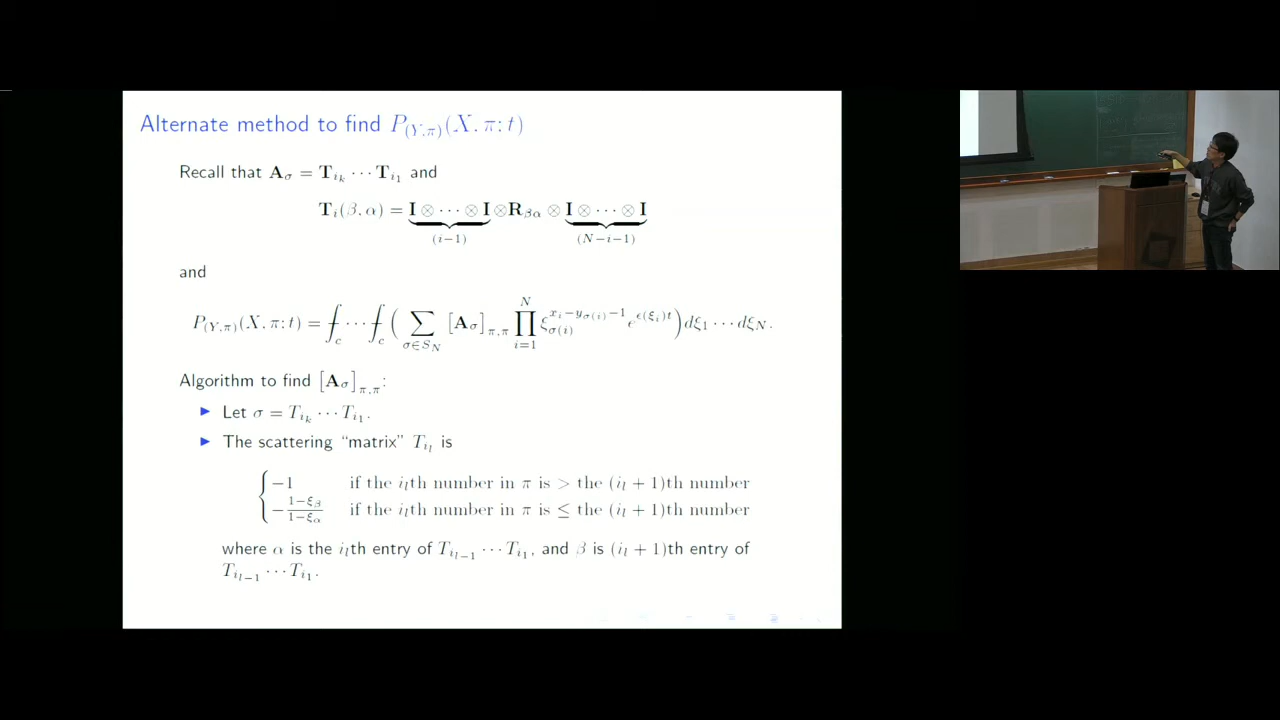 Alternate method to find P_{(Y,π)}(X, π; t)
Recall that A_σ = T_{i_k} ⋯ T_{i_1} and
T_i(β, α) = I ⊗ ⋯ ⊗ I ⊗ R_{βα} ⊗ I ⊗ ⋯ ⊗ I
(i−1) (N−i−1)
and
P_{(Y,π)}(X, π; t) = ⨍_c ⋯ ⨍_c ( ∑_{σ∈S_N} [A_σ]_{π,π} ∏_{i=1}^{N} ξ_{σ(i)}^{x_i−y_{σ(i)}−1} e^{ϵ(ξ_i)t} ) dξ_1 ⋯ dξ_N.
Algorithm to find [A_σ]_{π,π}:
▶ Let σ = T_{i_k} ⋯ T_{i_1}.
▶ The scattering “matrix” T_{i_l} is
−1 if the i_lth number in π is > the (i_l + 1)th number
−\frac{1−ξ_β}{1−ξ_α} if the i_lth number in π is ≤ the (i_l + 1)th number
where α is the i_lth entry of T_{i_{l−1}} ⋯ T_{i_1}, and β is (i_l + 1)th entry of
T_{i_{l−1}} ⋯ T_{i_1}.